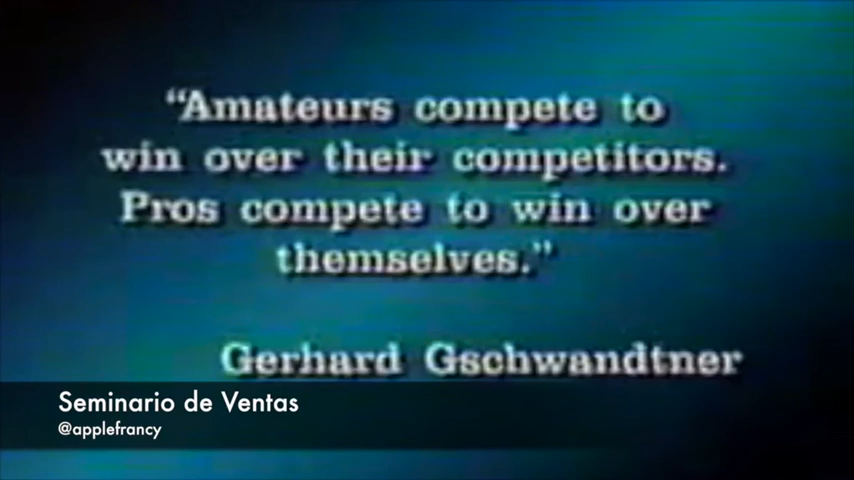 “Amateurs compete to
win over their competitors.
Pros compete to win over
themselves.”
Gerhard Gschwandtner
Seminario de Ventas
@applefrancy